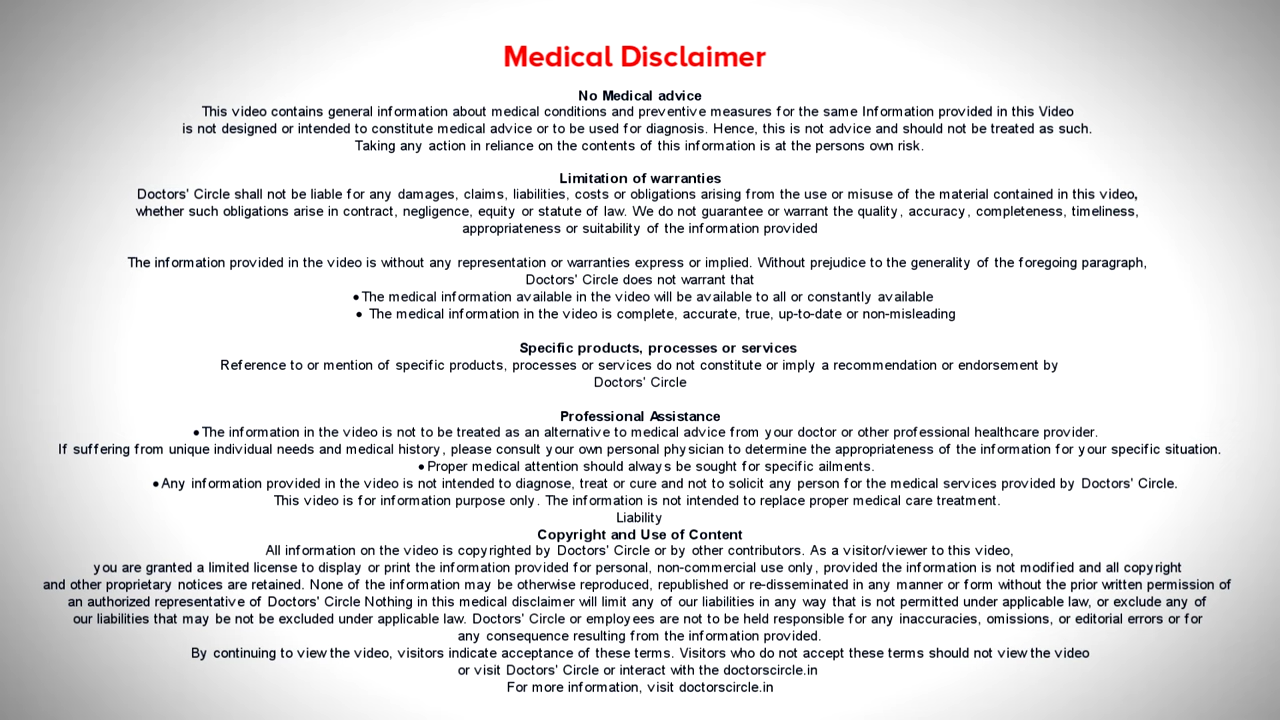 Medical Disclaimer
No Medical advice
This video contains general information about medical conditions and preventive measures for the same Information provided in this Video
is not designed or intended to constitute medical advice or to be used for diagnosis. Hence, this is not advice and should not be treated as such.
Taking any action in reliance on the contents of this information is at the persons own risk.
Limitation of warranties
Doctors' Circle shall not be liable for any damages, claims, liabilities, costs or obligations arising from the use or misuse of the material contained in this video,
whether such obligations arise in contract, negligence, equity or statute of law. We do not guarantee or warrant the quality, accuracy, completeness, timeliness,
appropriateness or suitability of the information provided
The information provided in the video is without any representation or warranties express or implied. Without prejudice to the generality of the foregoing paragraph,
Doctors' Circle does not warrant that
• The medical information available in the video will be available to all or constantly available
• The medical information in the video is complete, accurate, true, up-to-date or non-misleading
Specific products, processes or services
Reference to or mention of specific products, processes or services do not constitute or imply a recommendation or endorsement by
Doctors' Circle
Professional Assistance
• The information in the video is not to be treated as an alternative to medical advice from your doctor or other professional healthcare provider.
If suffering from unique individual needs and medical history, please consult your own personal physician to determine the appropriateness of the information for your specific situation.
• Proper medical attention should always be sought for specific ailments.
• Any information provided in the video is not intended to diagnose, treat or cure and not to solicit any person for the medical services provided by Doctors' Circle.
This video is for information purpose only. The information is not intended to replace proper medical care treatment.
Liability
Copyright and Use of Content
All information on the video is copyrighted by Doctors' Circle or by other contributors. As a visitor/viewer to this video,
you are granted a limited license to display or print the information provided for personal, non-commercial use only, provided the information is not modified and all copyright
and other proprietary notices are retained. None of the information may be otherwise reproduced, republished or re-disseminated in any manner or form without the prior written permission of
an authorized representative of Doctors' Circle Nothing in this medical disclaimer will limit any of our liabilities in any way that is not permitted under applicable law, or exclude any of
our liabilities that may be not be excluded under applicable law. Doctors' Circle or employees are not to be held responsible for any inaccuracies, omissions, or editorial errors or for
any consequence resulting from the information provided.
By continuing to view the video, visitors indicate acceptance of these terms. Visitors who do not accept these terms should not view the video
or visit Doctors' Circle or interact with the doctorscircle.in
For more information, visit doctorscircle.in